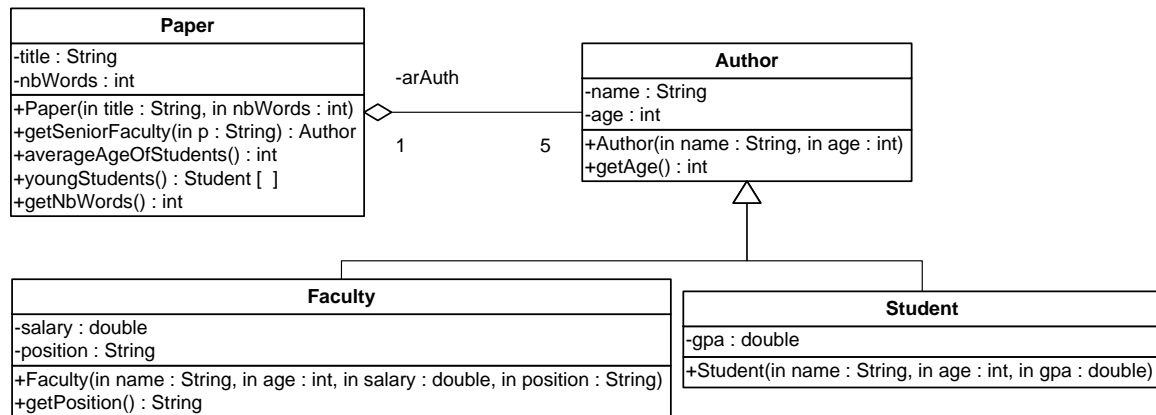 Paper
-title : String
-nbWords : int
+Paper(in title : String, in nbWords : int)
+getSeniorFaculty(in p : String) : Author
+averageAgeOfStudents() : int
+youngStudents() : Student [ ]
+getNbWords() : int
-arAuth
1
5
Author
-name : String
-age : int
+Author(in name : String, in age : int)
+getAge() : int
Faculty
-salary : double
-position : String
+Faculty(in name : String, in age : int, in salary : double, in position : String)
+getPosition() : String
Student
-gpa : double
+Student(in name : String, in age : int, in gpa : double)